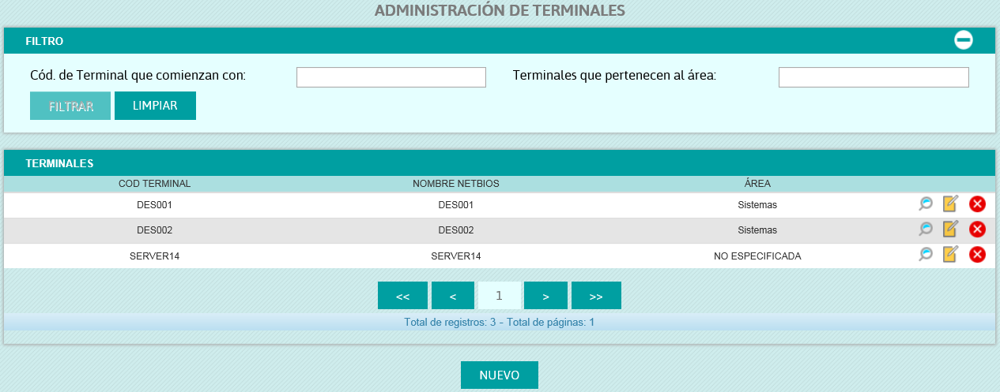 ADMINISTRACIÓN DE TERMINALES
FILTRO
Cód. de Terminal que comienzan con: Terminales que pertenecen al área:
FILTRAR LIMPIAR
TERMINALES
COD TERMINAL NOMBRE NETBIOS ÁREA
DES001 DES001 Sistemas
DES002 DES002 Sistemas
SERVER14 SERVER14 NO ESPECIFICADA
<< < 1 > >>
Total de registros: 3 - Total de páginas: 1
NUEVO